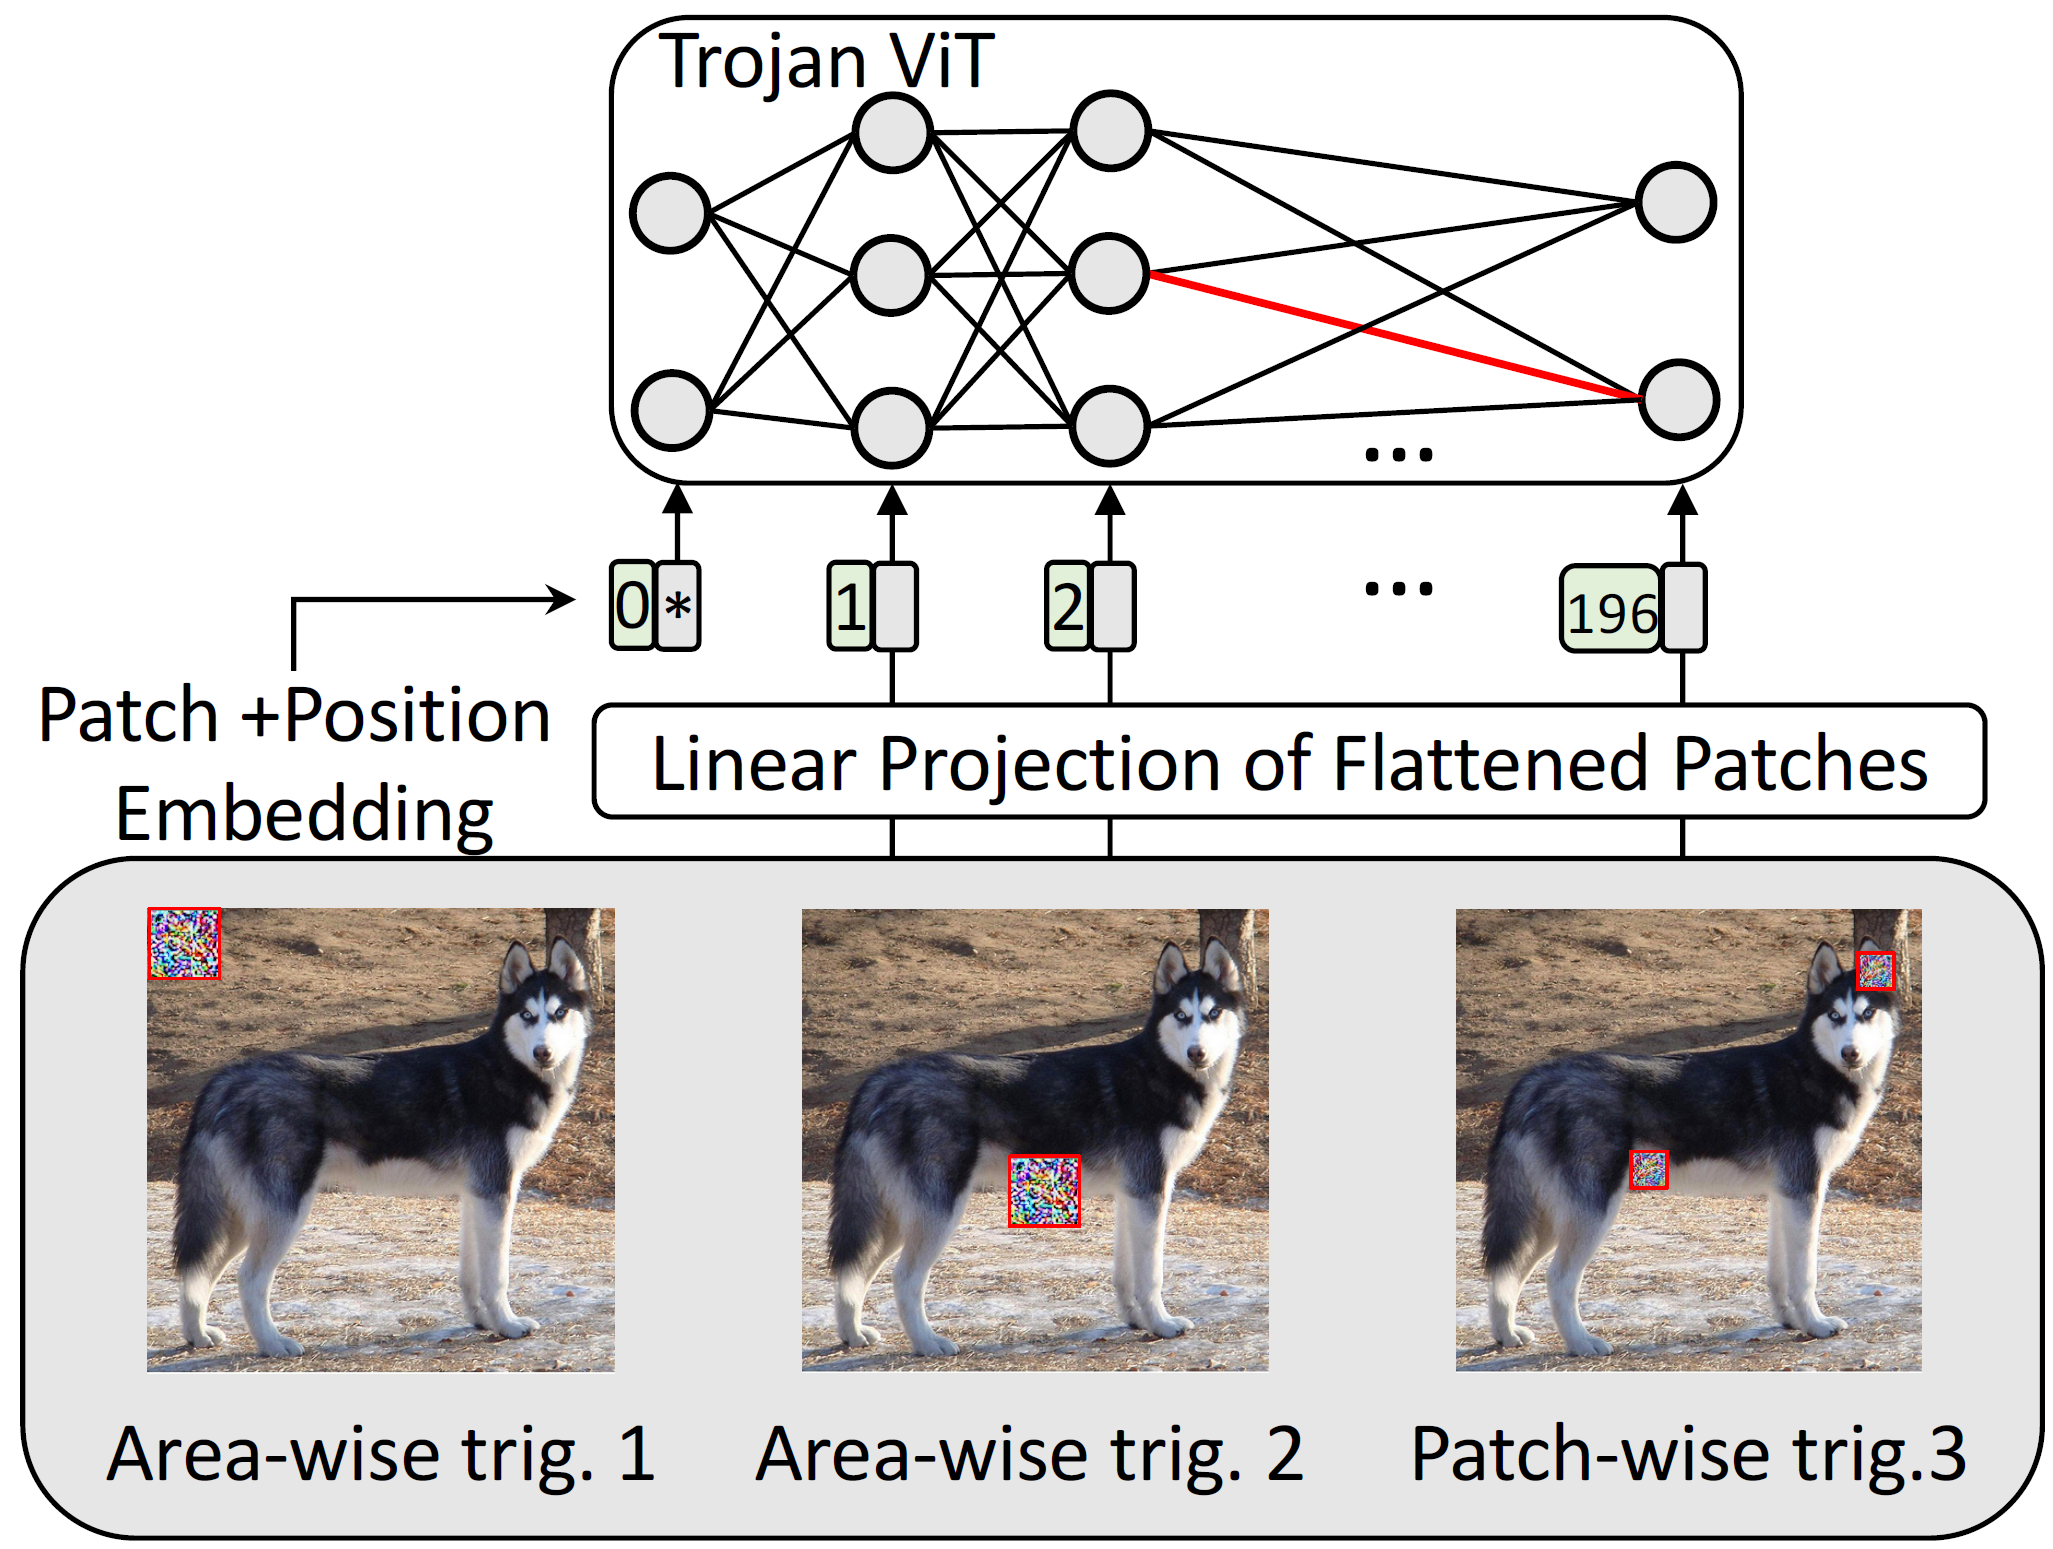 Trojan ViT
...
0 * 1 2 ... 196
Patch +Position
Embedding
Linear Projection of Flattened Patches
Area-wise trig. 1 Area-wise trig. 2 Patch-wise trig.3